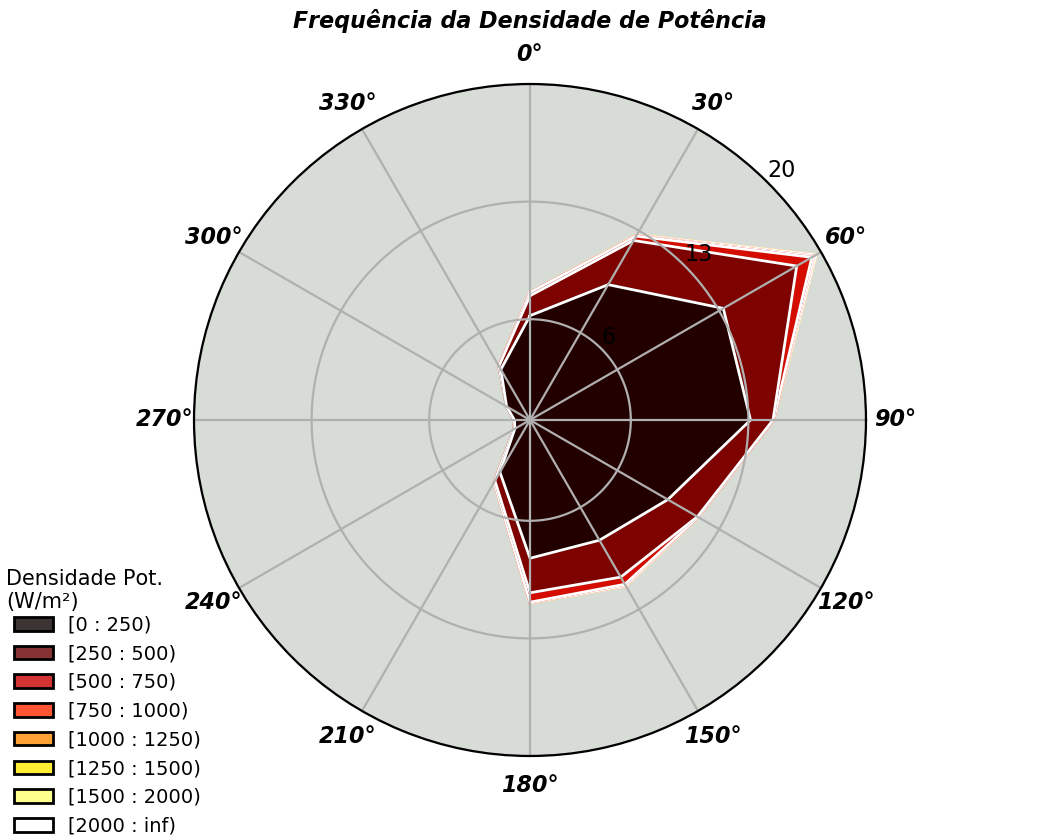 Frequência da Densidade de Potência
0°
330°
30°
20
300°
60°
13
6
270°
90°
240°
120°
210°
150°
180°
Densidade Pot.
(W/m²)
[0 : 250)
[250 : 500)
[500 : 750)
[750 : 1000)
[1000 : 1250)
[1250 : 1500)
[1500 : 2000)
[2000 : inf)